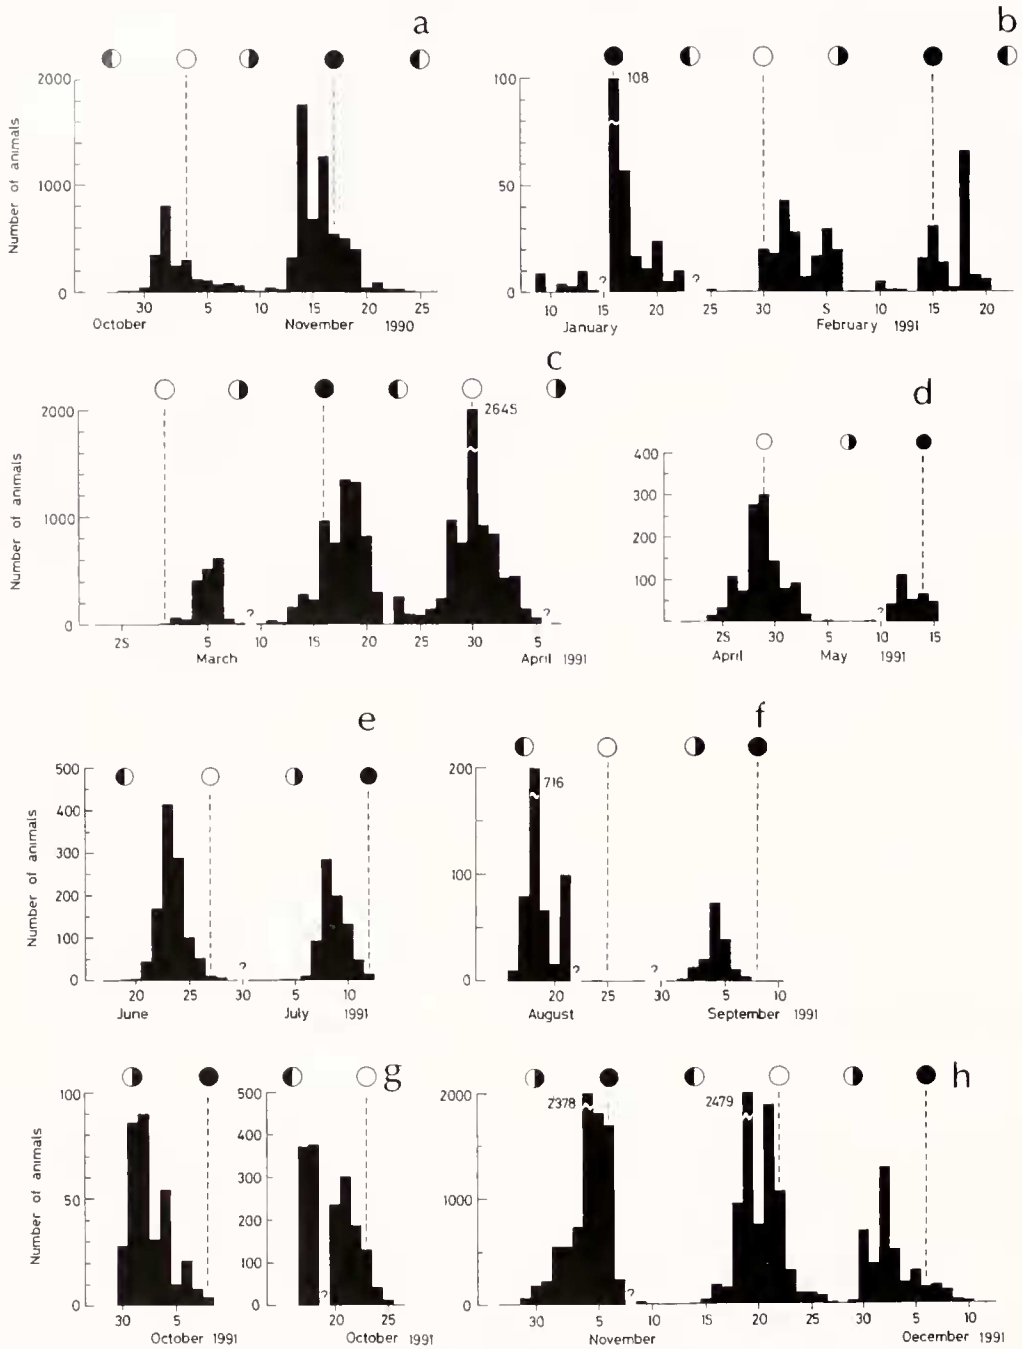 a
2000
1000
0
Number of animals
30 5 10 15 20 25
October November 1990
b
100
50
0
108
? ?
10 15 20 25 30 5 10 15 20
January February 1991
c
2000
1000
0
Number of animals
2645
? ?
25 5 10 15 20 25 30 5
March April 1991
d
400
300
200
100
?
25 30 5 10 15
April May 1991
e
500
400
300
200
100
0
Number of animals
?
20 25 30 5 10
June July 1991
f
200
100
0
716
? ?
20 25 30 5 10
August September 1991
g
100
50
0
Number of animals
30 5
October 1991
500
400
300
200
100
0
?
20 25
October 1991
h
2000
1000
0
2378
2479
?
30 5 10 15 20 25 30 5 10
November December 1991